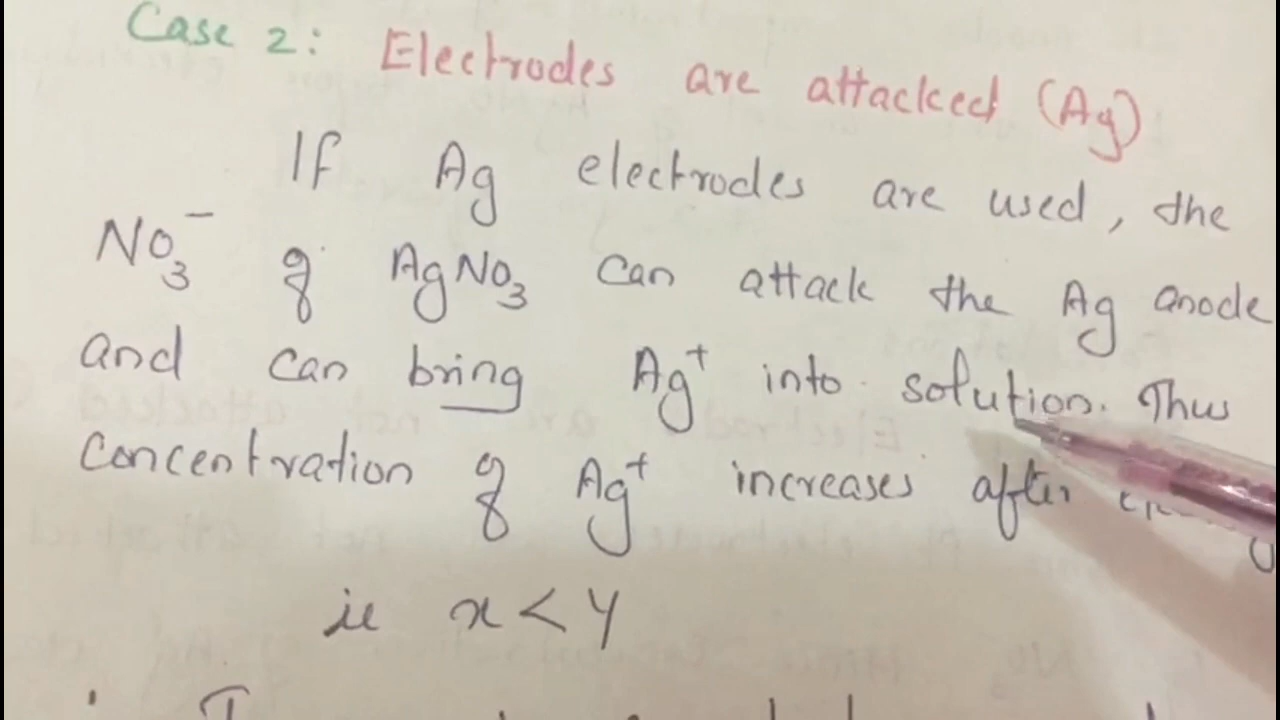 Case 2: Electrodes are attacked (Ag)
If Ag electrodes are used, the
NO₃⁻ of AgNO₃ can attack the Ag anode
and can bring Ag⁺ into solution. Thus
concentration of Ag⁺ increases after
ie x < y